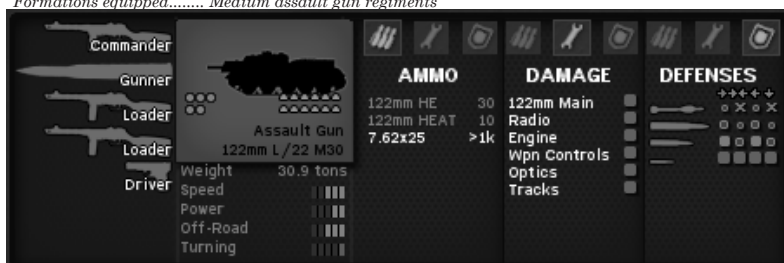 Formations equipped........ Medium assault gun regiments
Commander
Gunner
Loader
Loader
Driver
Assault Gun
122mm L/22 M30
Weight 30.9 tons
Speed
Power
Off-Road
Turning
AMMO
122mm HE 30
122mm HEAT 10
7.62x25 >1k
DAMAGE
122mm Main
Radio
Engine
Wpn Controls
Optics
Tracks
DEFENSES